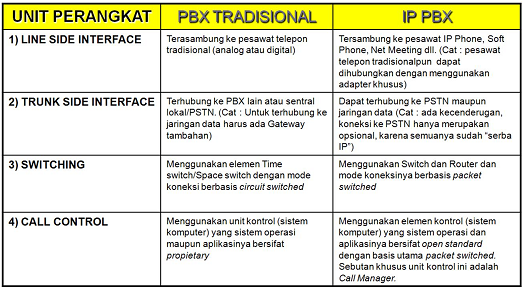 UNIT PERANGKAT
PBX TRADISIONAL
IP PBX
1) LINE SIDE INTERFACE
Terasambung ke pesawat telepon
tradisional (analog atau digital)
Tersambung ke pesawat IP Phone, Soft
Phone, Net Meeting dll. (Cat : pesawat
telepon tradisionalpun dapat
dihubungkan dengan menggunakan
adapter khusus)
2) TRUNK SIDE INTERFACE
Terhubung ke PBX lain atau sentral
lokal/PSTN. (Cat : Untuk terhubung ke
jaringan data harus ada Gateway
tambahan)
Dapat terhubung ke PSTN maupun
jaringan data (Cat : ada kecenderugan,
koneksi ke PSTN hanya merupakan
opsional, karena semuanya sudah "serba
IP")
3) SWITCHING
Menggunakan elemen Time
switch/Space switch dengan mode
koneksi berbasis circuit switched
Menggunakan Switch dan Router dan
mode koneksinya berbasis packet
switched
4) CALL CONTROL
Menggunakan unit kontrol (sistem
komputer) yang sistem operasi
maupun aplikasinya bersifat
propietary
Menggunakan elemen kontrol (sistem
komputer) yang sistem operasi dan
aplikasinya bersifat open standard
dengan basis utama packet switched.
Sebutan khusus unit kontrol ini adalah
Call Manager.